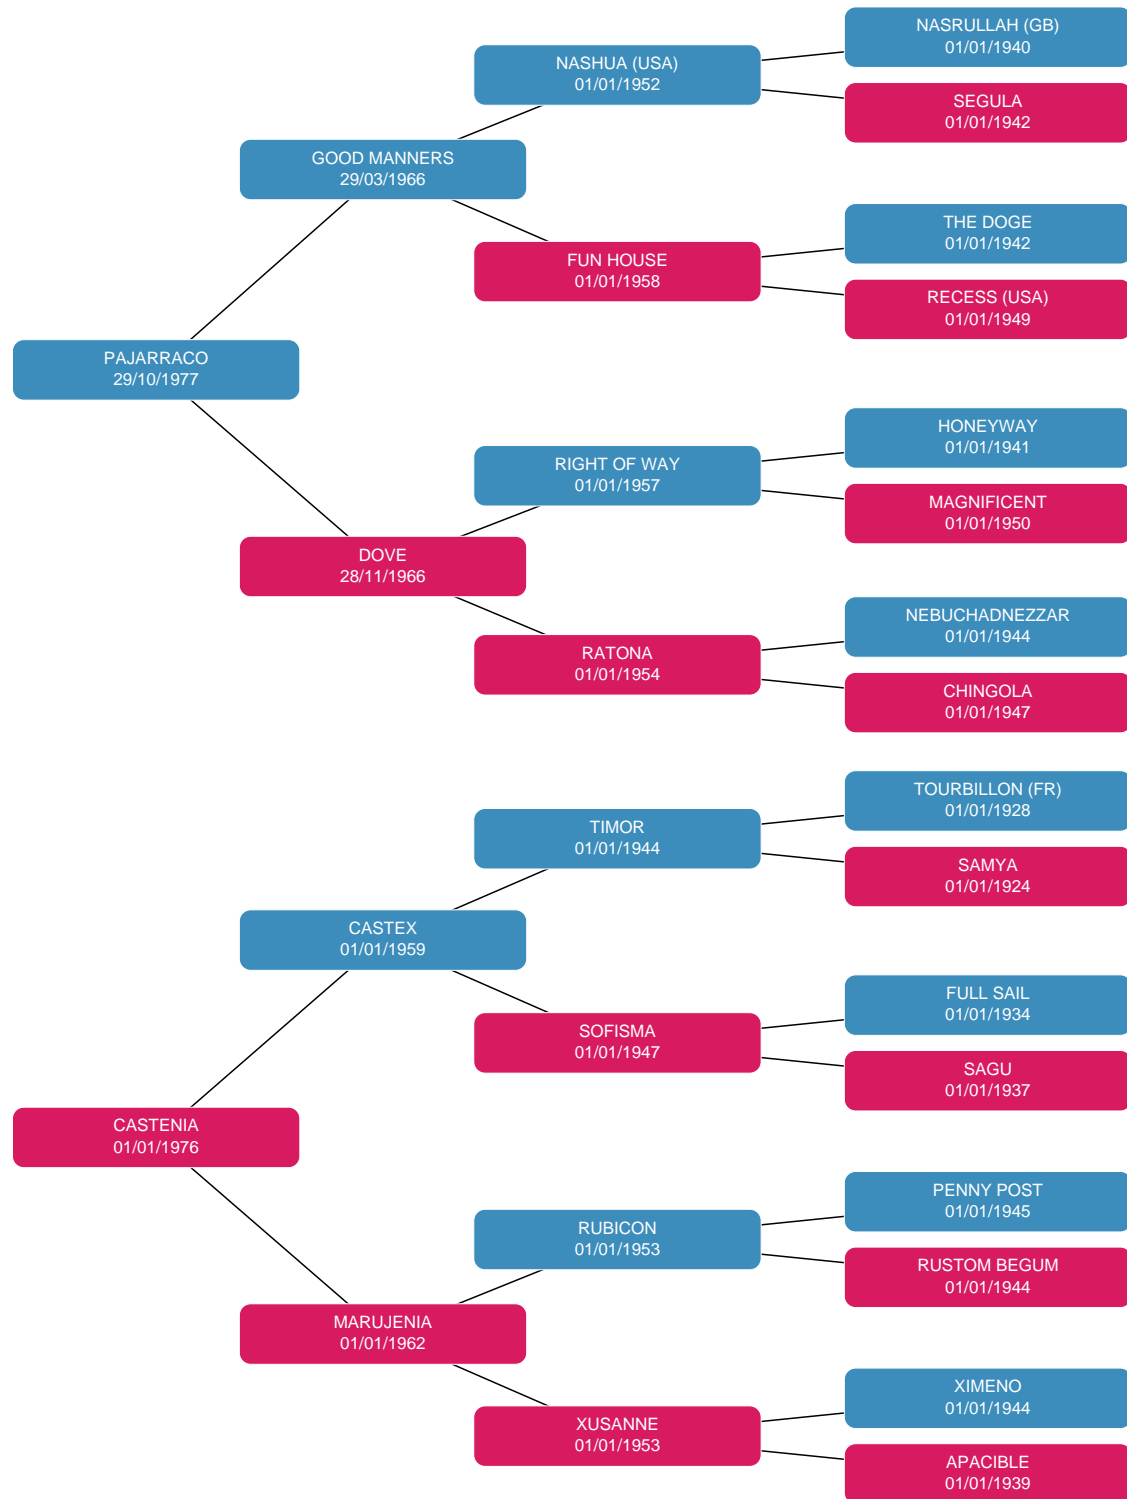 NASRULLAH (GB)
01/01/1940
NASHUA (USA)
01/01/1952
SEGULA
01/01/1942
GOOD MANNERS
29/03/1966
THE DOGE
01/01/1942
FUN HOUSE
01/01/1958
RECESS (USA)
01/01/1949
PAJARRACO
29/10/1977
HONEYWAY
01/01/1941
RIGHT OF WAY
01/01/1957
MAGNIFICENT
01/01/1950
DOVE
28/11/1966
NEBUCHADNEZZAR
01/01/1944
RATONA
01/01/1954
CHINGOLA
01/01/1947
TOURBILLON (FR)
01/01/1928
TIMOR
01/01/1944
SAMYA
01/01/1924
CASTEX
01/01/1959
FULL SAIL
01/01/1934
SOFISMA
01/01/1947
SAGU
01/01/1937
CASTENIA
01/01/1976
PENNY POST
01/01/1945
RUBICON
01/01/1953
RUSTOM BEGUM
01/01/1944
MARUJENIA
01/01/1962
XIMENO
01/01/1944
XUSANNE
01/01/1953
APACIBLE
01/01/1939